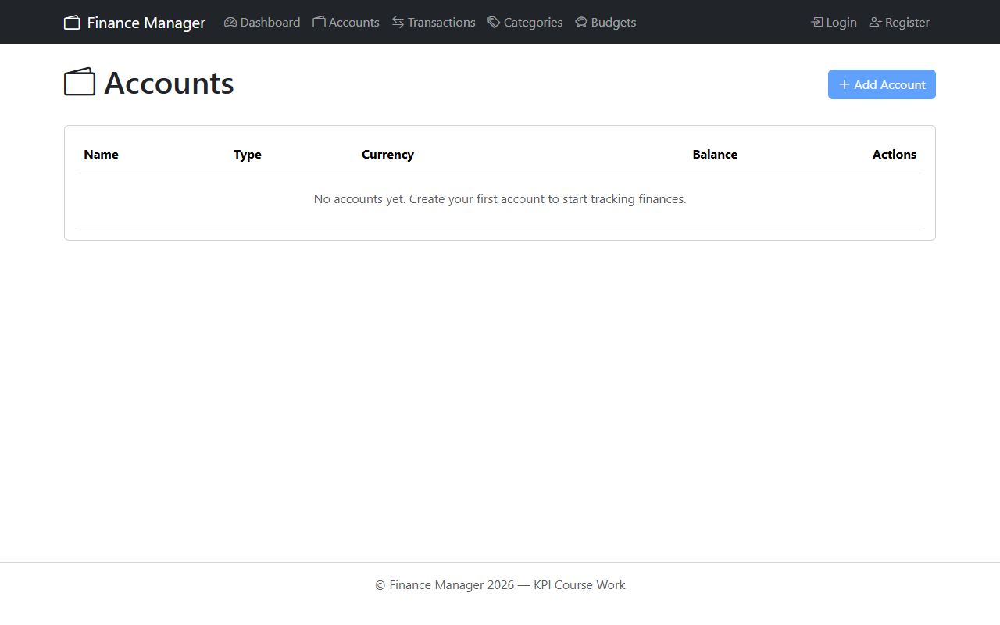 Finance Manager Dashboard Accounts Transactions Categories Budgets Login Register
Accounts
+ Add Account
Name Type Currency Balance Actions
No accounts yet. Create your first account to start tracking finances.
© Finance Manager 2026 — KPI Course Work